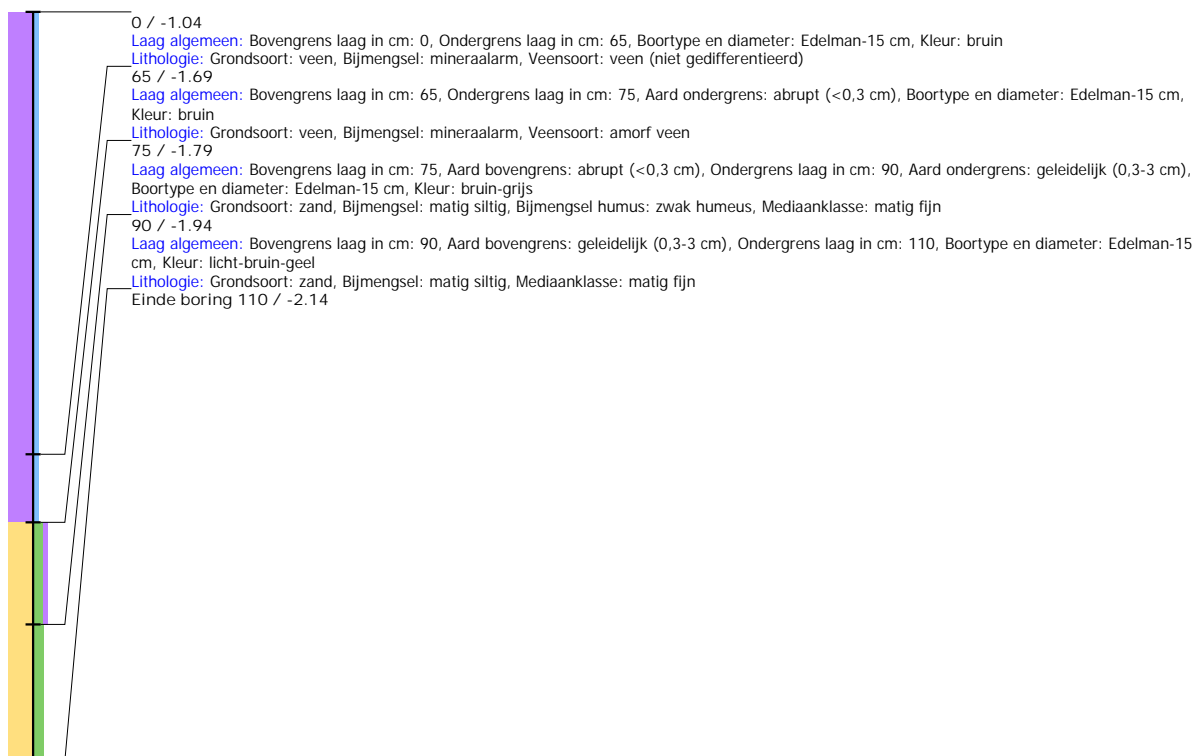 0 / -1.04
Laag algemeen: Bovengrens laag in cm: 0, Ondergrens laag in cm: 65, Boortype en diameter: Edelman-15 cm, Kleur: bruin
Lithologie: Grondsoort: veen, Bijmengsel: mineraalarm, Veensoort: veen (niet gedifferentieerd)
65 / -1.69
Laag algemeen: Bovengrens laag in cm: 65, Ondergrens laag in cm: 75, Aard ondergrens: abrupt (<0,3 cm), Boortype en diameter: Edelman-15 cm,
Kleur: bruin
Lithologie: Grondsoort: veen, Bijmengsel: mineraalarm, Veensoort: amorf veen
75 / -1.79
Laag algemeen: Bovengrens laag in cm: 75, Aard bovengrens: abrupt (<0,3 cm), Ondergrens laag in cm: 90, Aard ondergrens: geleidelijk (0,3-3 cm),
Boortype en diameter: Edelman-15 cm, Kleur: bruin-grijs
Lithologie: Grondsoort: zand, Bijmengsel: matig siltig, Bijmengsel humus: zwak humeus, Mediaanklasse: matig fijn
90 / -1.94
Laag algemeen: Bovengrens laag in cm: 90, Aard bovengrens: geleidelijk (0,3-3 cm), Ondergrens laag in cm: 110, Boortype en diameter: Edelman-15
cm, Kleur: licht-bruin-geel
Lithologie: Grondsoort: zand, Bijmengsel: matig siltig, Mediaanklasse: matig fijn
Einde boring 110 / -2.14